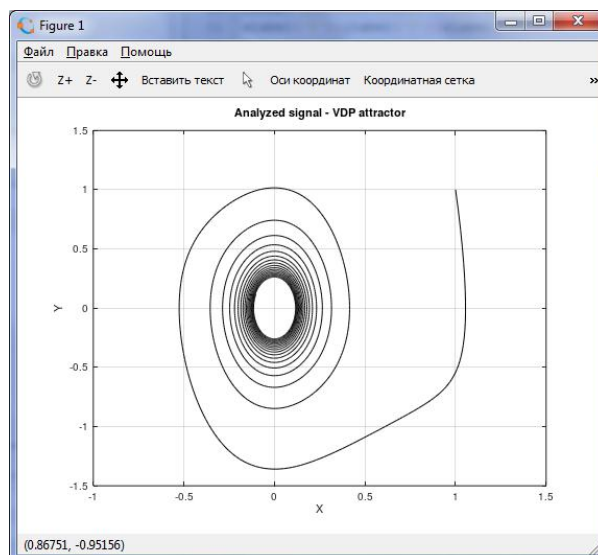 Figure 1
Файл Правка Помощь
Z+ Z- Вставить текст Оси координат Координатная сетка »
Analyzed signal - VDP attractor
1.5
1
0.5
0
-0.5
-1
-1.5
Y
-1 -0.5 0 0.5 1 1.5
X
(0.86751, -0.95156)